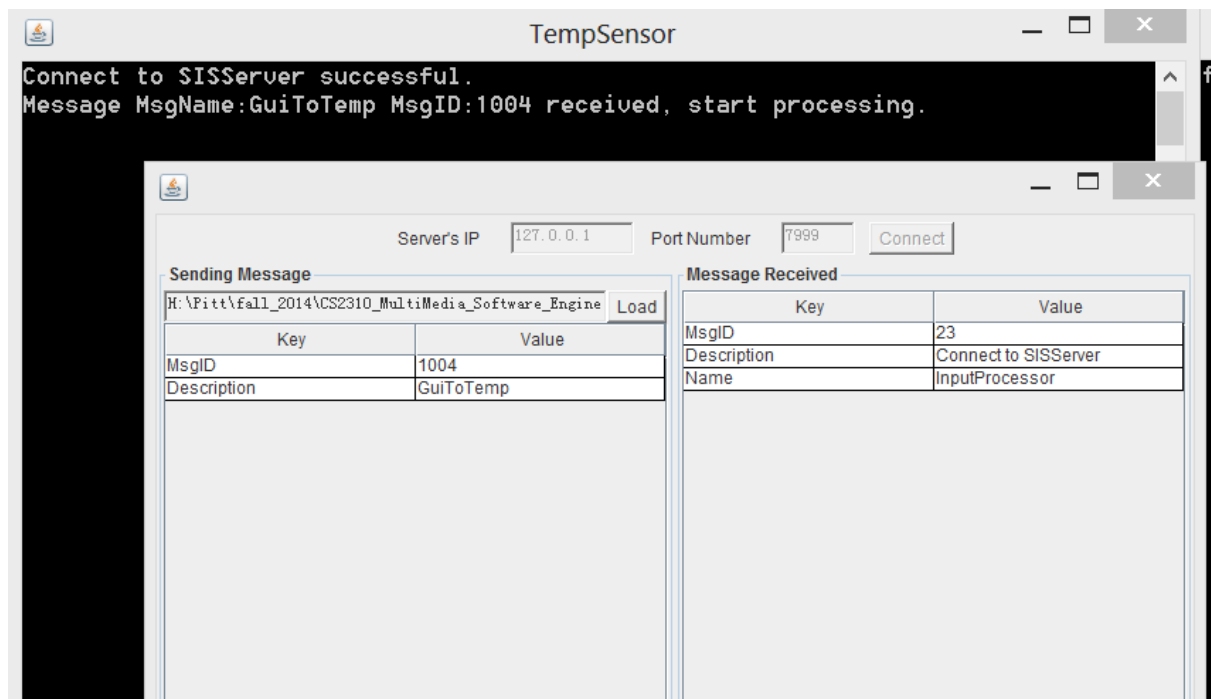 TempSensor
Connect to SISServer successful.
Message MsgName:GuiToTemp MsgID:1004 received, start processing.
Server's IP 127.0.0.1 Port Number 7999 Connect
Sending Message
H:\Pitt\fall_2014\CS2310_MultiMedia_Software_Engine Load
Key Value
MsgID 1004
Description GuiToTemp
Message Received
Key Value
MsgID 23
Description Connect to SISServer
Name InputProcessor